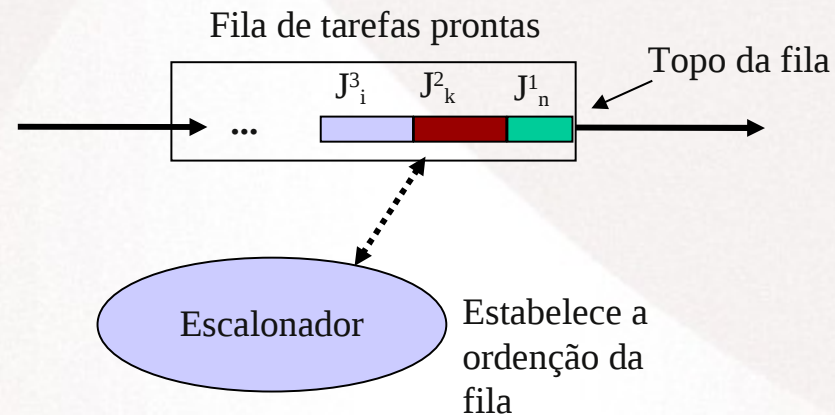 Fila de tarefas prontas
Topo da fila
J³ᵢ J²ₖ J¹ₙ
...
Escalonador
Estabelece a
ordenção da
fila